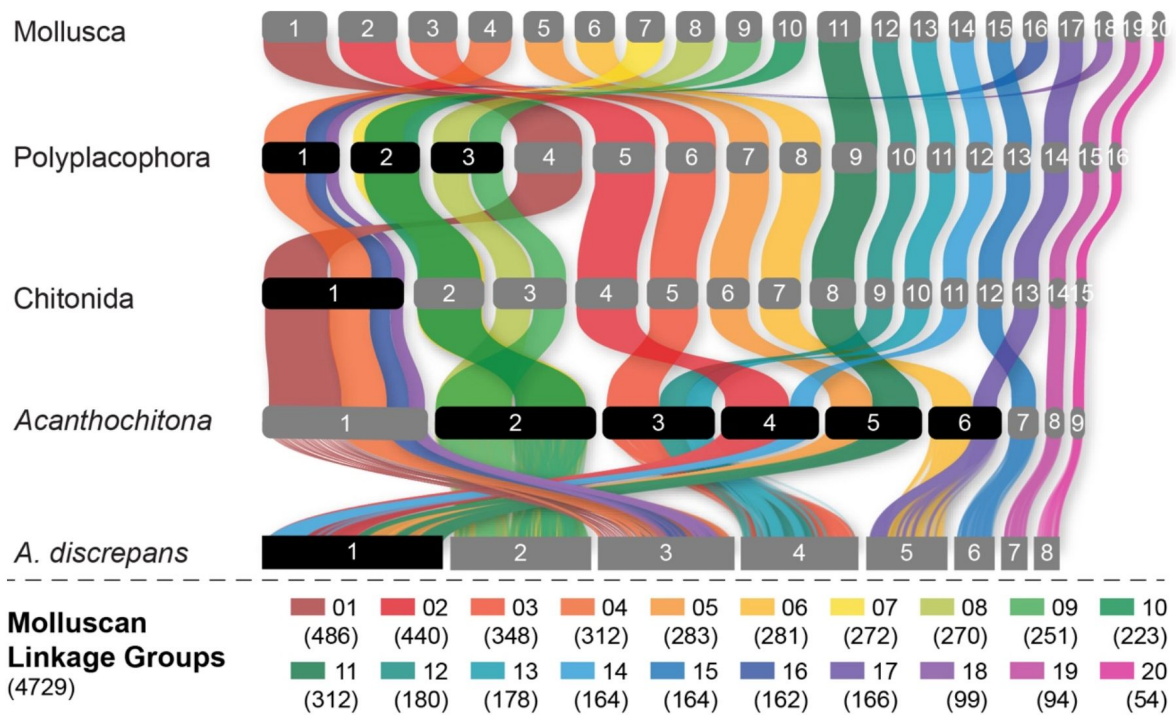 Mollusca 1 2 3 4 5 6 7 8 9 10 11 12 13 14 15 16 17 18 19 20
Polyplacophora 1 2 3 4 5 6 7 8 9 10 11 12 13 14 15 16
Chitonida 1 2 3 4 5 6 7 8 9 10 11 12 13 14 15
Acanthochitona 1 2 3 4 5 6 7 8 9
A. discrepans 1 2 3 4 5 6 7 8
Molluscan
Linkage Groups
(4729)
01 02 03 04 05 06 07 08 09 10
(486) (440) (348) (312) (283) (281) (272) (270) (251) (223)
11 12 13 14 15 16 17 18 19 20
(312) (180) (178) (164) (164) (162) (166) (99) (94) (54)